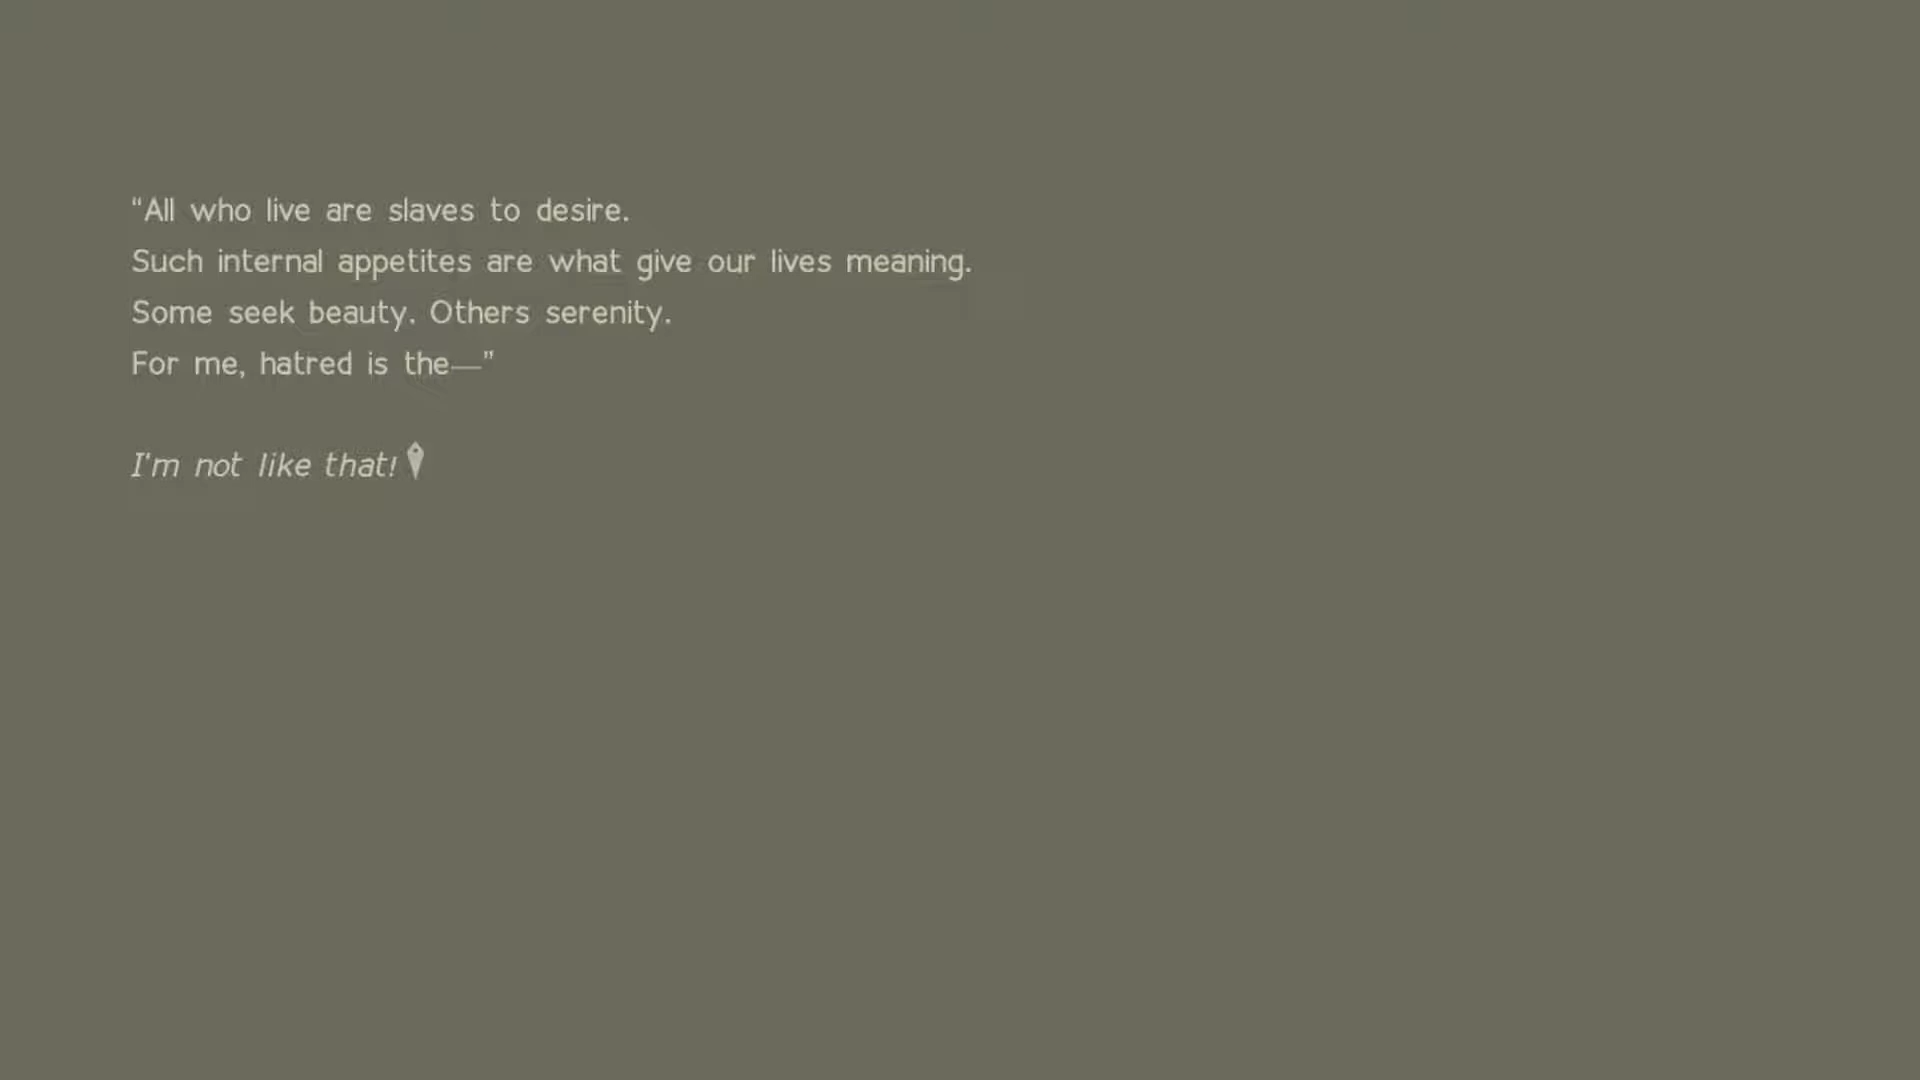 “All who live are slaves to desire.
Such internal appetites are what give our lives meaning.
Some seek beauty. Others serenity.
For me, hatred is the—”
I'm not like that!